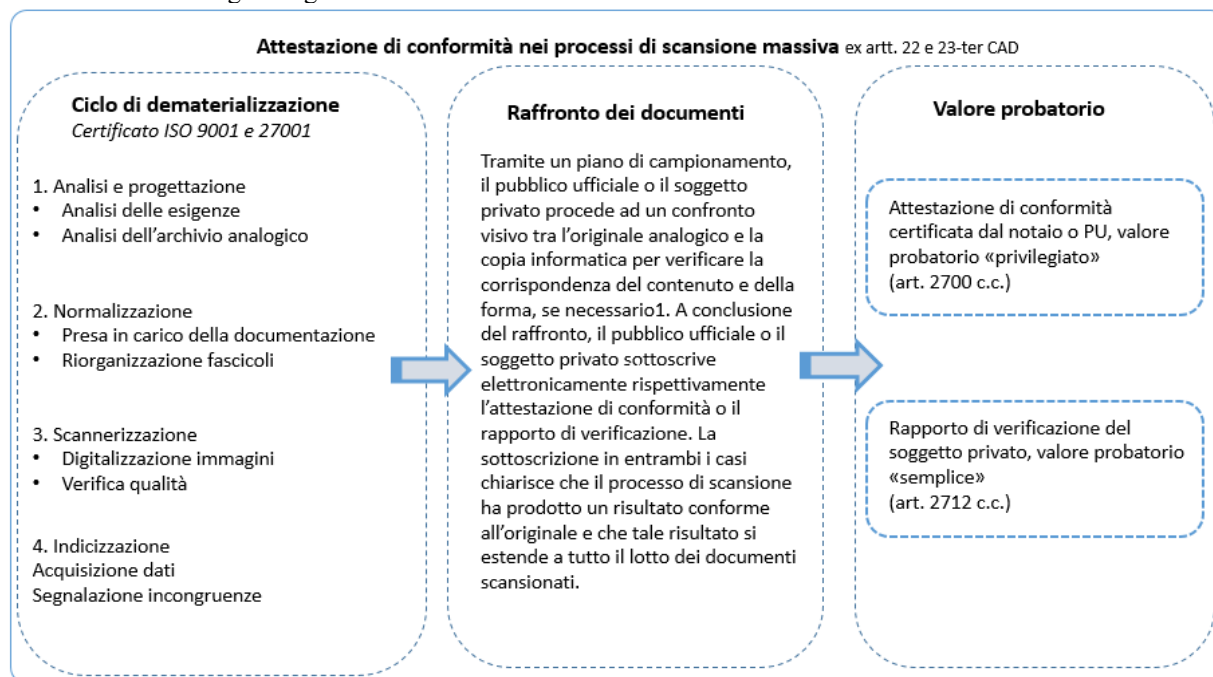 Attestazione di conformità nei processi di scansione massiva ex artt. 22 e 23-ter CAD
Ciclo di dematerializzazione
Certificato ISO 9001 e 27001
1. Analisi e progettazione
• Analisi delle esigenze
• Analisi dell'archivio analogico
2. Normalizzazione
• Presa in carico della documentazione
• Riorganizzazione fascicoli
3. Scannerizzazione
• Digitalizzazione immagini
• Verifica qualità
4. Indicizzazione
Acquisizione dati
Segnalazione incongruenze
Raffronto dei documenti
Tramite un piano di campionamento,
il pubblico ufficiale o il soggetto
privato procede ad un confronto
visivo tra l'originale analogico e la
copia informatica per verificare la
corrispondenza del contenuto e della
forma, se necessario1. A conclusione
del raffronto, il pubblico ufficiale o il
soggetto privato sottoscrive
elettronicamente rispettivamente
l'attestazione di conformità o il
rapporto di verificazione. La
sottoscrizione in entrambi i casi
chiarisce che il processo di scansione
ha prodotto un risultato conforme
all'originale e che tale risultato si
estende a tutto il lotto dei documenti
scansionati.
Valore probatorio
Attestazione di conformità
certificata dal notaio o PU, valore
probatorio «privilegiato»
(art. 2700 c.c.)
Rapporto di verificazione del
soggetto privato, valore probatorio
«semplice»
(art. 2712 c.c.)